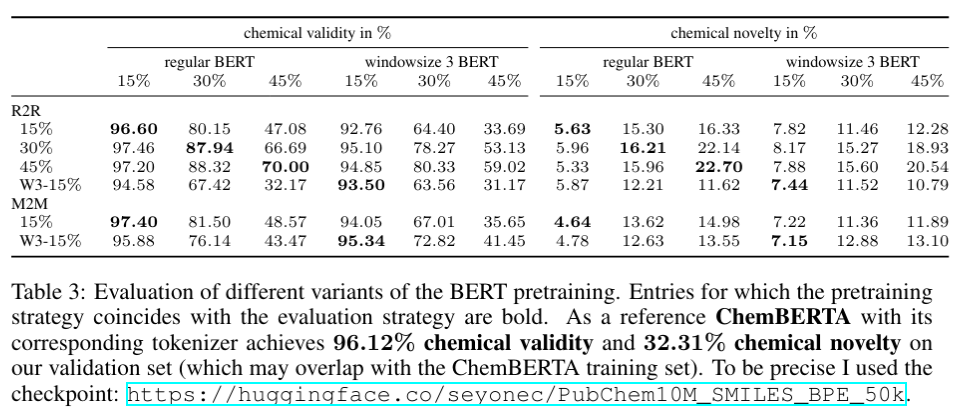 chemical validity in % chemical novelty in %
regular BERT windowsize 3 BERT regular BERT windowsize 3 BERT
15% 30% 45% 15% 30% 45% 15% 30% 45% 15% 30% 45%
R2R
15% 96.60 80.15 47.08 92.76 64.40 33.69 5.63 15.30 16.33 7.82 11.46 12.28
30% 97.46 87.94 66.69 95.10 78.27 53.13 5.96 16.21 22.14 8.17 15.27 18.93
45% 97.20 88.32 70.00 94.85 80.33 59.02 5.33 15.96 22.70 7.88 15.60 20.54
W3-15% 94.58 67.42 32.17 93.50 63.56 31.17 5.87 12.21 11.62 7.44 11.52 10.79
M2M
15% 97.40 81.50 48.57 94.05 67.01 35.65 4.64 13.62 14.98 7.22 11.36 11.89
W3-15% 95.88 76.14 43.47 95.34 72.82 41.45 4.78 12.63 13.55 7.15 12.88 13.10
Table 3: Evaluation of different variants of the BERT pretraining. Entries for which the pretraining
strategy coincides with the evaluation strategy are bold. As a reference ChemBERTA with its
corresponding tokenizer achieves 96.12% chemical validity and 32.31% chemical novelty on
our validation set (which may overlap with the ChemBERTA training set). To be precise I used the
checkpoint: https://huggingface.co/seyonec/PubChem10M_SMILES_BPE_50k.